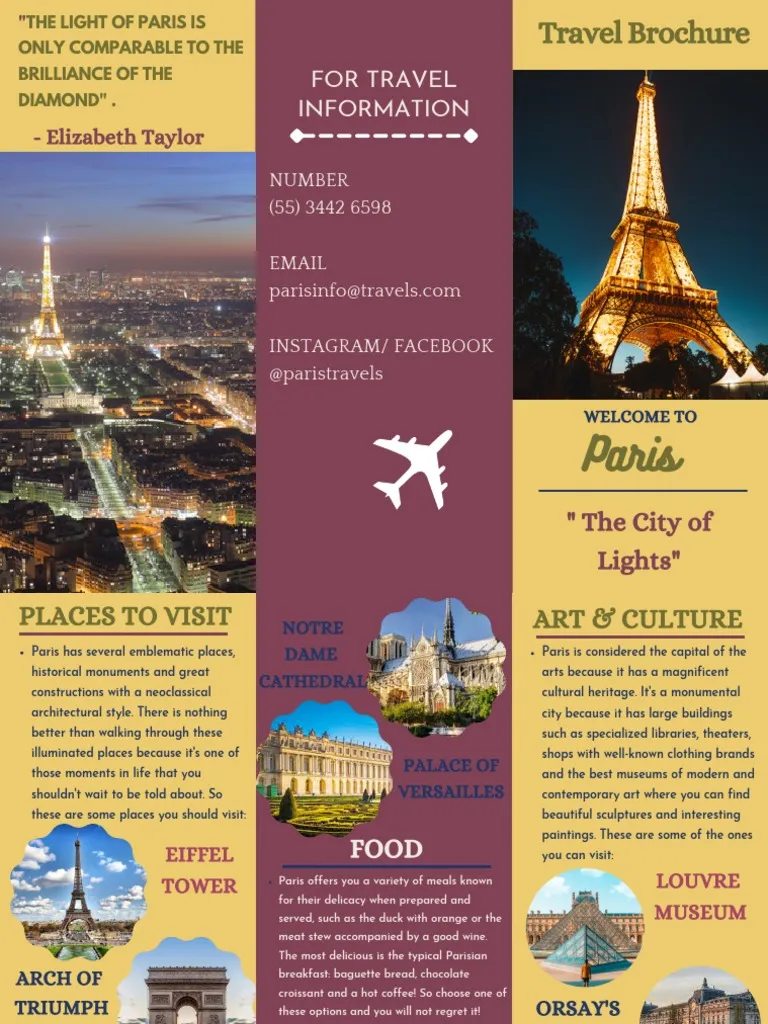 "THE LIGHT OF PARIS IS
ONLY COMPARABLE TO THE
BRILLIANCE OF THE
DIAMOND" .
- Elizabeth Taylor
FOR TRAVEL
INFORMATION
NUMBER
(55) 3442 6598
EMAIL
parisinfo@travels.com
INSTAGRAM/ FACEBOOK
@paristravels
Travel Brochure
WELCOME TO
Paris
" The City of
Lights"
PLACES TO VISIT
• Paris has several emblematic places,
historical monuments and great
constructions with a neoclassical
architectural style. There is nothing
better than walking through these
illuminated places because it's one of
those moments in life that you
shouldn't wait to be told about. So
these are some places you should visit:
EIFFEL
TOWER
ARCH OF
TRIUMPH
NOTRE
DAME
CATHEDRAL
PALACE OF
VERSAILLES
FOOD
• Paris offers you a variety of meals known
for their delicacy when prepared and
served, such as the duck with orange or the
meat stew accompanied by a good wine.
The most delicious is the typical Parisian
breakfast: baguette bread, chocolate
croissant and a hot coffee! So choose one of
these options and you will not regret it!
ART & CULTURE
• Paris is considered the capital of the
arts because it has a magnificent
cultural heritage. It's a monumental
city because it has large buildings
such as specialized libraries, theaters,
shops with well-known clothing brands
and the best museums of modern and
contemporary art where you can find
beautiful sculptures and interesting
paintings. These are some of the ones
you can visit:
LOUVRE
MUSEUM
ORSAY'S